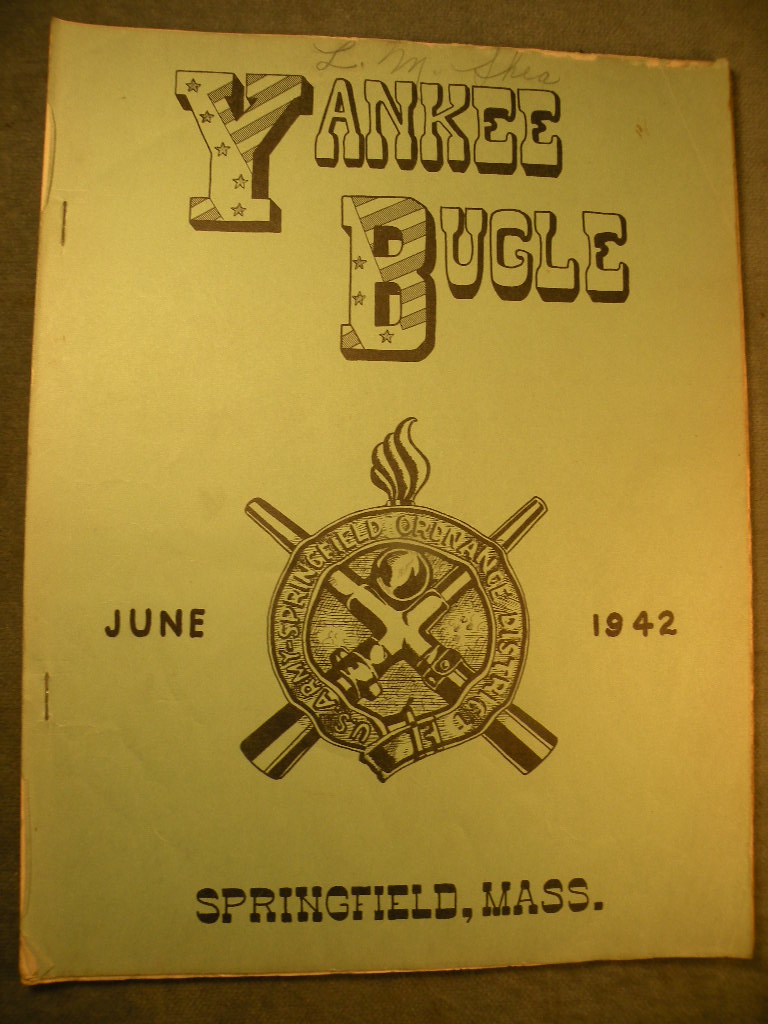 L. M. Shea
YANKEE
BUGLE
U.S. ARMY-SPRINGFIELD ORDNANCE DISTRICT
JUNE 1942
SPRINGFIELD, MASS.